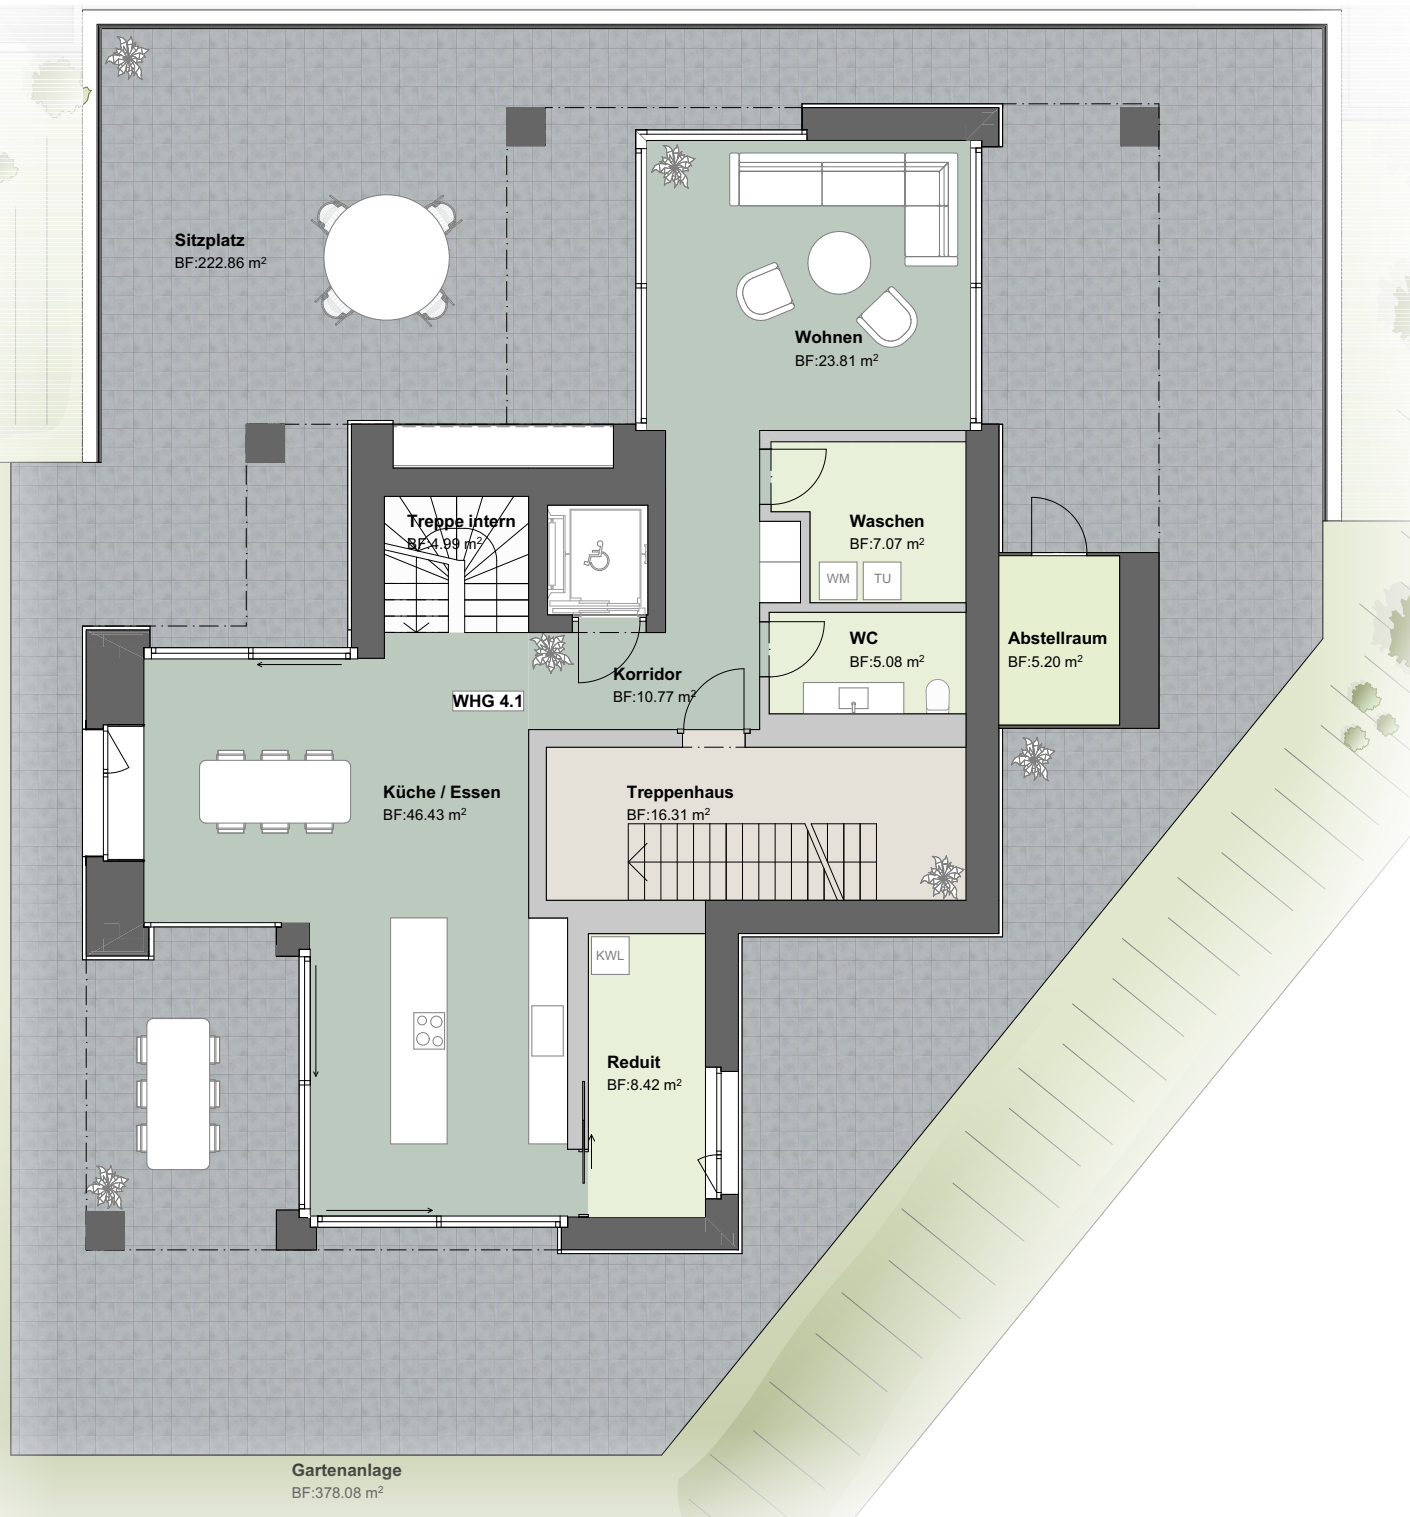 Sitzplatz
BF:222.86 m²
Wohnen
BF:23.81 m²
Treppe intern
BF:4.99 m²
Waschen
BF:7.07 m²
WM
TU
WC
BF:5.08 m²
Abstellraum
BF:5.20 m²
Korridor
BF:10.77 m²
WHG 4.1
Küche / Essen
BF:46.43 m²
Treppenhaus
BF:16.31 m²
KWL
Reduit
BF:8.42 m²
Gartenanlage
BF:378.08 m²